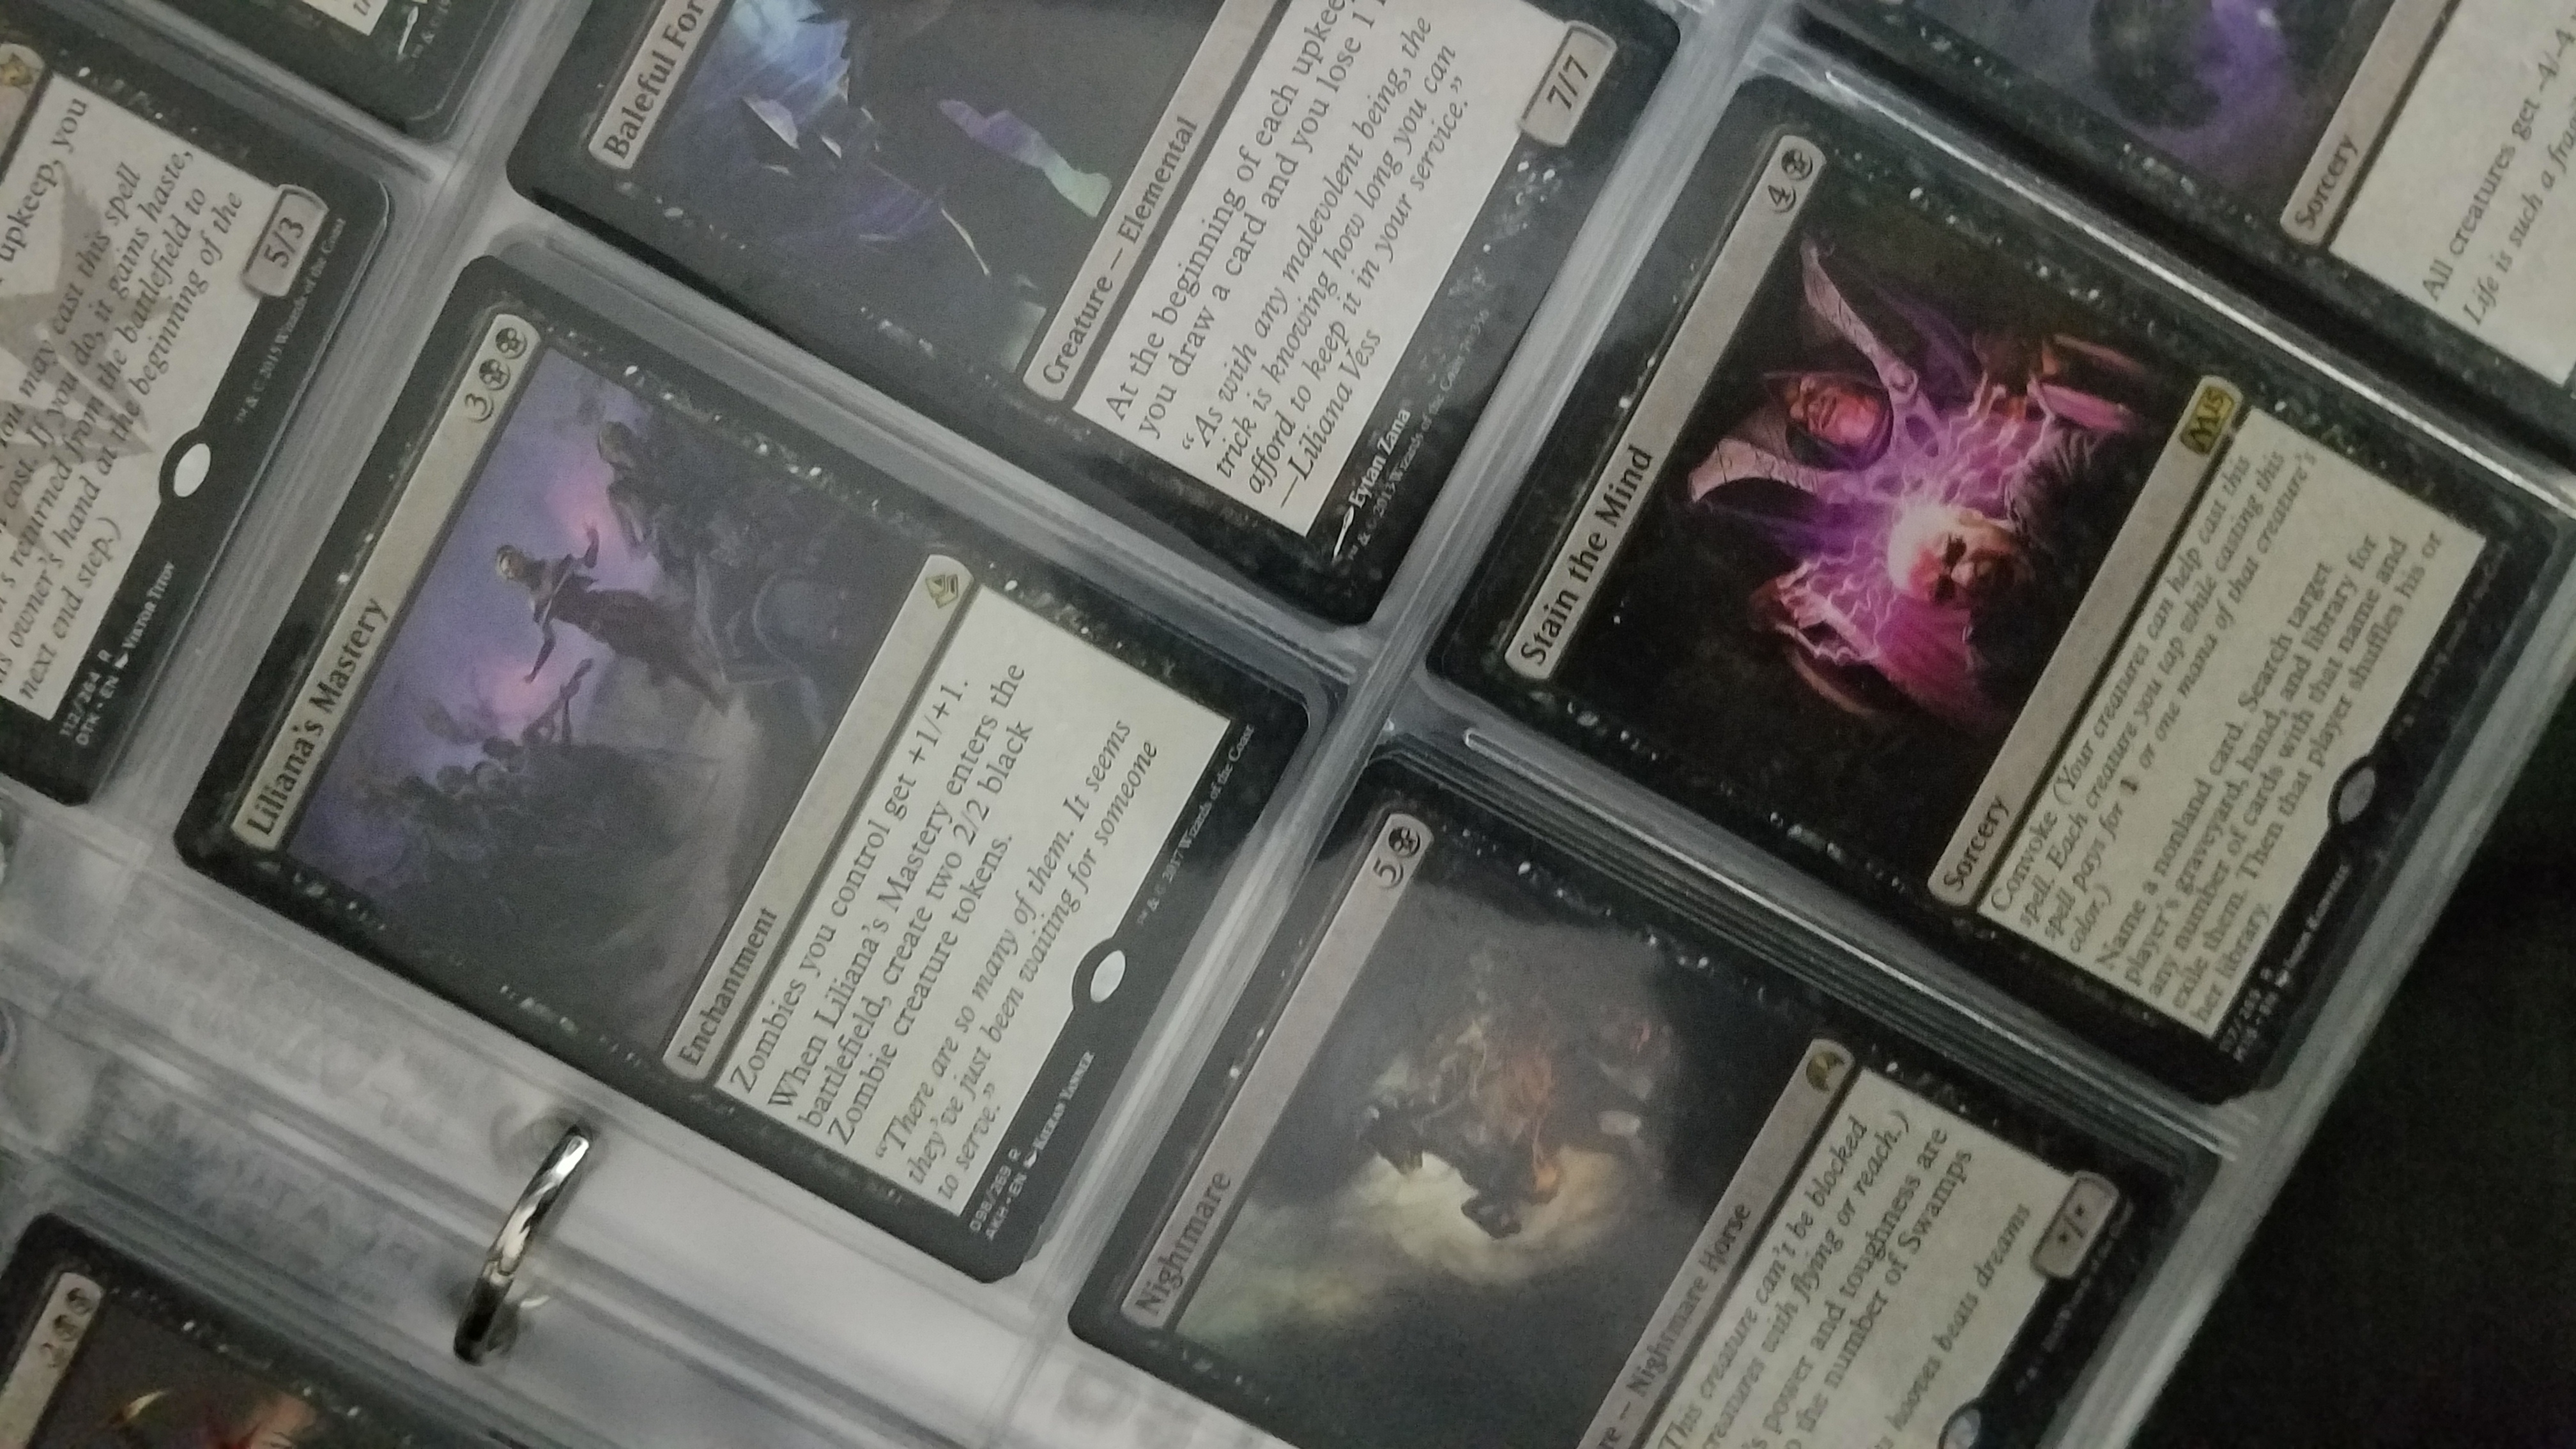 2
upkeep, you
You may cast this spell
cost. If you do, it gains haste,
's returned from the battlefield to
its owner's hand at the beginning of the
next end step.)
112/264 R
DTK • EN Viktor Titov
™ & © 2015 Wizards of the Coast
5/3
Liliana's Mastery
3
Enchantment
Zombies you control get +1/+1.
When Liliana's Mastery enters the
battlefield, create two 2/2 black
Zombie creature tokens.
“There are so many of them. It seems
they've just been waiting for someone
to serve.”
098/269 R
AKH • EN Kieran Yanner
™ & © 2017 Wizards of the Coast
Baleful For
Creature — Elemental
At the beginning of each upkee
you draw a card and you lose 1
“As with any malevolent being, the
trick is knowing how long you can
afford to keep it in your service.”
—Liliana Vess
Eytan Zana
™ & © 2013 Wizards of the Coast
7/7
Nightmare
5
re — Nightmare Horse
This creature can't be blocked
creatures with flying or reach.)
's power and toughness are
o the number of Swamps
hooves beats dreams
*/*
Stain the Mind
4
Sorcery
M15
Convoke (Your creatures can help cast this
spell. Each creature you tap while casting this
spell pays for 1 or one mana of that creature's
color.)
Name a nonland card. Search target
player's graveyard, hand, and library for
any number of cards with that name and
exile them. Then that player shuffles his or
her library.
Sorcery
All creatures get -4/-4
Life is such a frag